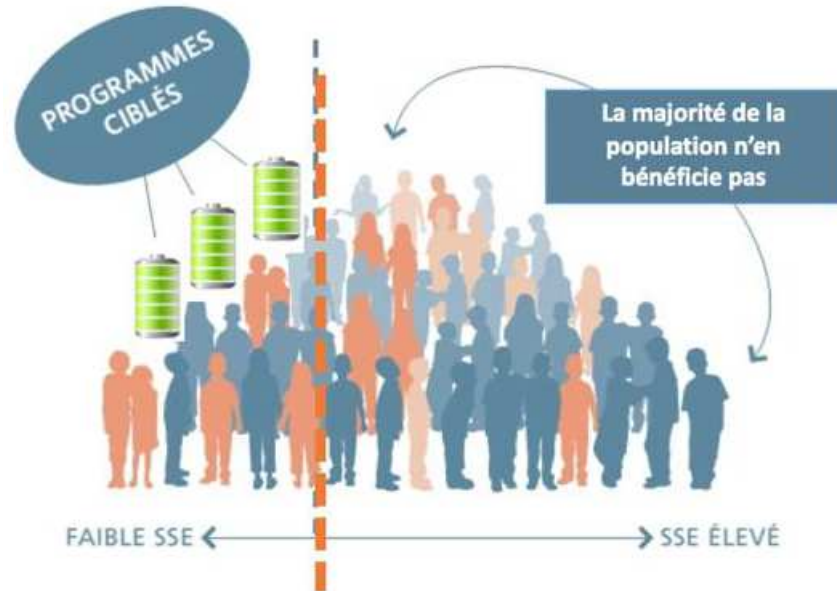 PROGRAMMES
CIBLÉS
La majorité de la
population n'en
bénéficie pas
FAIBLE SSE
SSE ÉLEVÉ